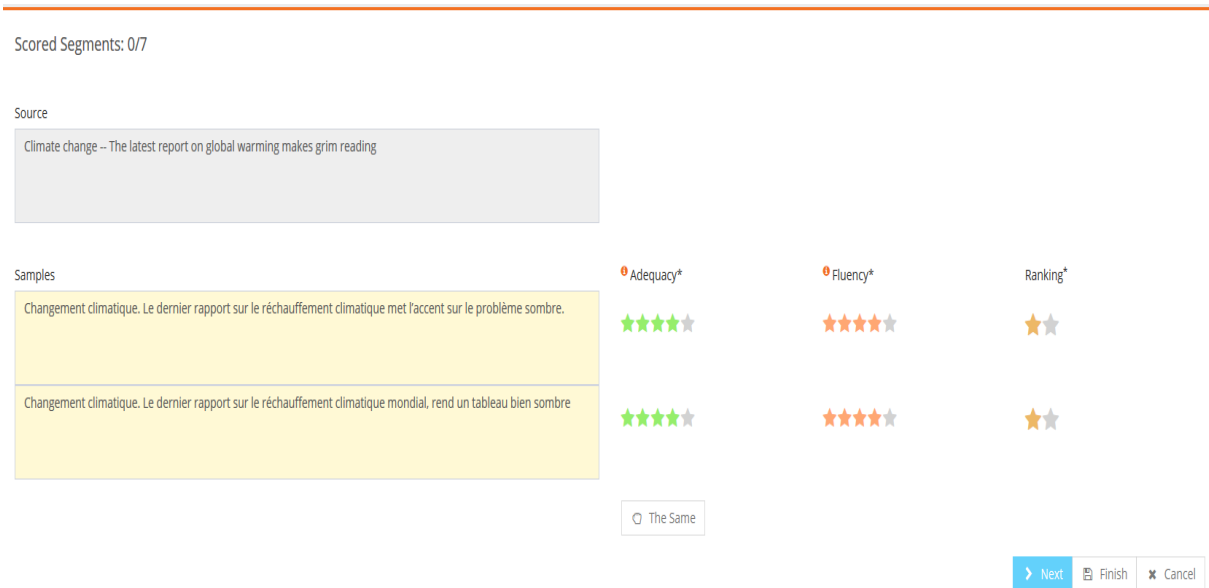 Scored Segments: 0/7
Source
Climate change -- The latest report on global warming makes grim reading
Samples
Adequacy*
Fluency*
Ranking*
Changement climatique. Le dernier rapport sur le réchauffement climatique met l'accent sur le problème sombre.
Changement climatique. Le dernier rapport sur le réchauffement climatique mondial, rend un tableau bien sombre
The Same
Next
Finish
Cancel